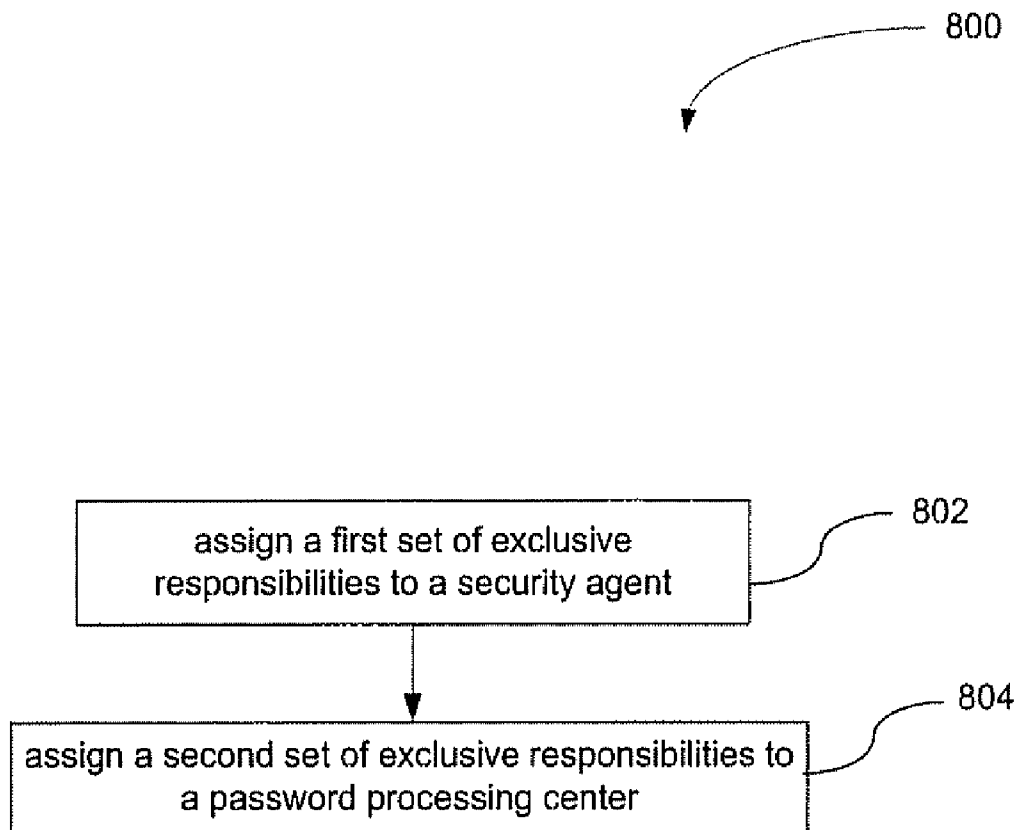 800
assign a first set of exclusive
responsibilities to a security agent
802
assign a second set of exclusive responsibilities to
a password processing center
804